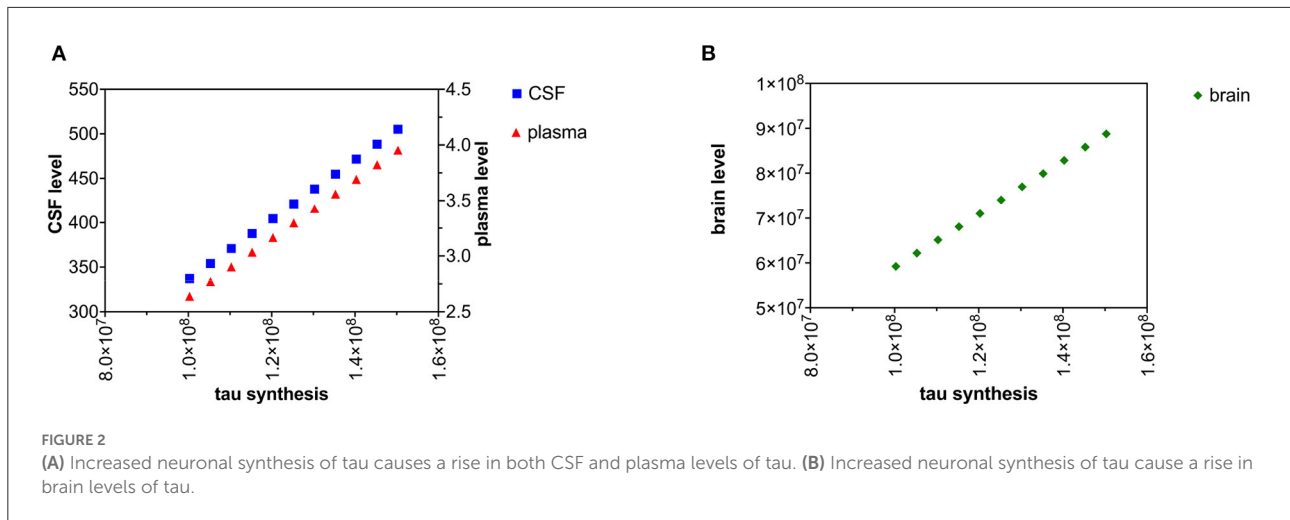 A
550
500
450
400
350
300
CSF level
4.5
4.0
3.5
3.0
2.5
plasma level
8.0×10⁷
1.0×10⁸
1.2×10⁸
1.4×10⁸
1.6×10⁸
tau synthesis
CSF
plasma
B
1×10⁸
9×10⁷
8×10⁷
7×10⁷
6×10⁷
5×10⁷
brain level
8.0×10⁷
1.0×10⁸
1.2×10⁸
1.4×10⁸
1.6×10⁸
tau synthesis
brain
FIGURE 2
(A) Increased neuronal synthesis of tau causes a rise in both CSF and plasma levels of tau. (B) Increased neuronal synthesis of tau cause a rise in
brain levels of tau.